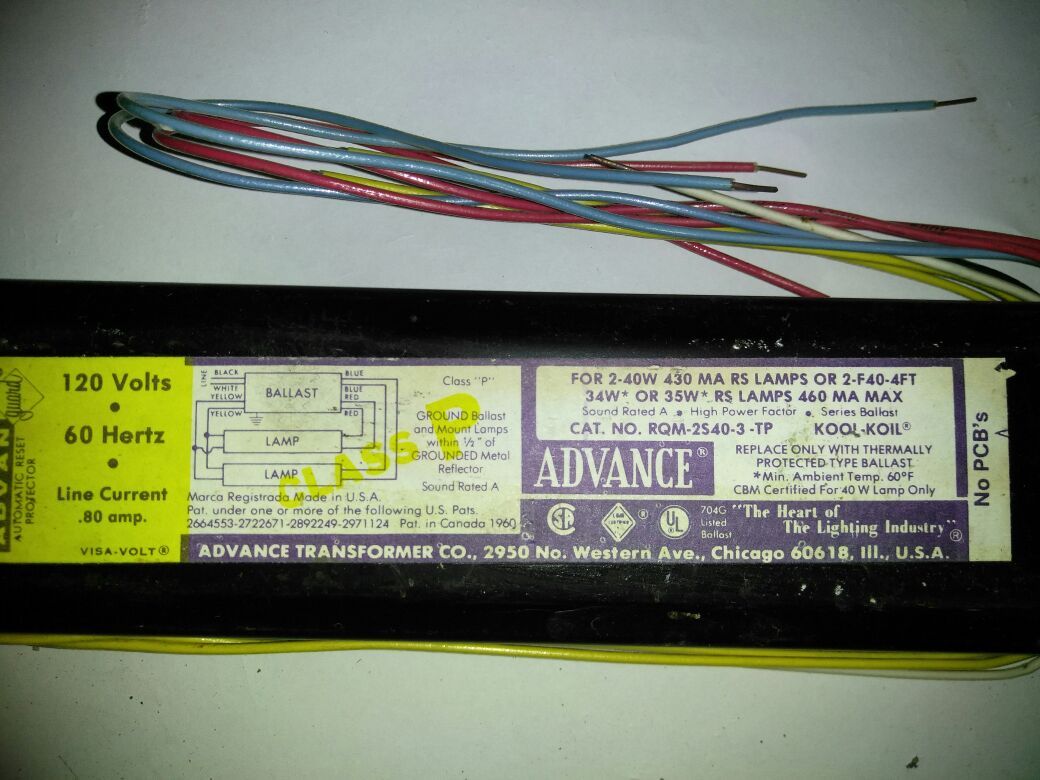 ADVAN
guard
AUTOMATIC RESET
PROTECTOR
120 Volts
•
60 Hertz
•
Line Current
.80 amp.
VISA-VOLT®
LINE
BLACK
WHITE
YELLOW
BALLAST
BLUE
BLUE
RED
RED
YELLOW
LAMP
LAMP
Class "P"
GROUND Ballast
and Mount Lamps
within ½" of
GROUNDED Metal
Reflector
Sound Rated A
CLASS P
Marca Registrada Made in U.S.A.
Pat. under one or more of the following U.S. Pats.
2664553-2722671-2892249-2971124 Pat. in Canada 1960
FOR 2-40W 430 MA RS LAMPS OR 2-F40-4FT
34W* OR 35W* RS LAMPS 460 MA MAX
Sound Rated A • High Power Factor • Series Ballast
CAT. NO. RQM-2S40-3-TP KOOL-KOIL®
ADVANCE®
REPLACE ONLY WITH THERMALLY
PROTECTED TYPE BALLAST
*Min. Ambient Temp. 60°F
CBM Certified For 40 W Lamp Only
UL
704G
Listed
Ballast
"The Heart of
The Lighting Industry"®
ADVANCE TRANSFORMER CO., 2950 No. Western Ave., Chicago 60618, Ill., U.S.A.
No PCB's